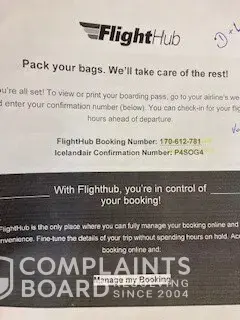 FlightHub
Pack your bags. We'll take care of the rest!
ou're all set! To view or print your boarding pass, go to your airline's we
d enter your confirmation number (below). You can check-in for your fligh
hours ahead of departure.
FlightHub Booking Number: 170-612-781
Icelandair Confirmation Number: P4SOG4
With Flighthub, you're in control of
your booking!
FlightHub is the only place where you can fully manage your booking online and
nvenience. Fine-tune the details of your trip without spending hours on hold. Acc
booking online.
COMPLAINTS
BOARD
RESOLVING
SINCE 2004
Manage my Booking